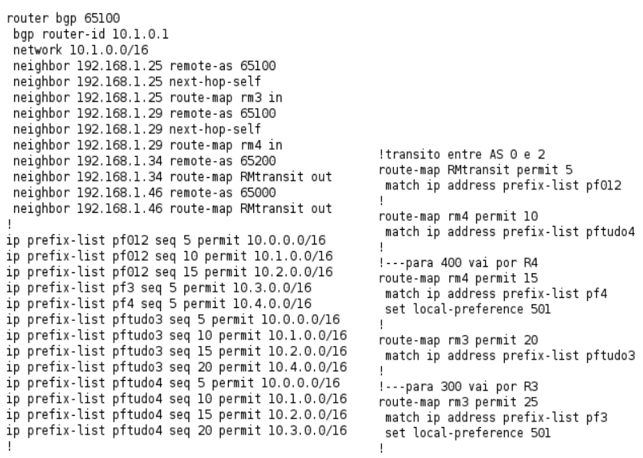 router bgp 65100
bgp router-id 10.1.0.1
network 10.1.0.0/16
neighbor 192.168.1.25 remote-as 65100
neighbor 192.168.1.25 next-hop-self
neighbor 192.168.1.25 route-map rm3 in
neighbor 192.168.1.29 remote-as 65100
neighbor 192.168.1.29 next-hop-self
neighbor 192.168.1.29 route-map rm4 in
neighbor 192.168.1.34 remote-as 65200
neighbor 192.168.1.34 route-map RMtransit out
neighbor 192.168.1.46 remote-as 65000
neighbor 192.168.1.46 route-map RMtransit out
!
ip prefix-list pf012 seq 5 permit 10.0.0.0/16
ip prefix-list pf012 seq 10 permit 10.1.0.0/16
ip prefix-list pf012 seq 15 permit 10.2.0.0/16
ip prefix-list pf3 seq 5 permit 10.3.0.0/16
ip prefix-list pf4 seq 5 permit 10.4.0.0/16
ip prefix-list pftudo3 seq 5 permit 10.0.0.0/16
ip prefix-list pftudo3 seq 10 permit 10.1.0.0/16
ip prefix-list pftudo3 seq 15 permit 10.2.0.0/16
ip prefix-list pftudo3 seq 20 permit 10.4.0.0/16
ip prefix-list pftudo4 seq 5 permit 10.0.0.0/16
ip prefix-list pftudo4 seq 10 permit 10.1.0.0/16
ip prefix-list pftudo4 seq 15 permit 10.2.0.0/16
ip prefix-list pftudo4 seq 20 permit 10.3.0.0/16
!
!transito entre AS 0 e 2
route-map RMtransit permit 5
match ip address prefix-list pf012
!
route-map rm4 permit 10
match ip address prefix-list pftudo4
!
!---para 400 vai por R4
route-map rm4 permit 15
match ip address prefix-list pf4
set local-preference 501
!
route-map rm3 permit 20
match ip address prefix-list pftudo3
!
!---para 300 vai por R3
route-map rm3 permit 25
match ip address prefix-list pf3
set local-preference 501
!